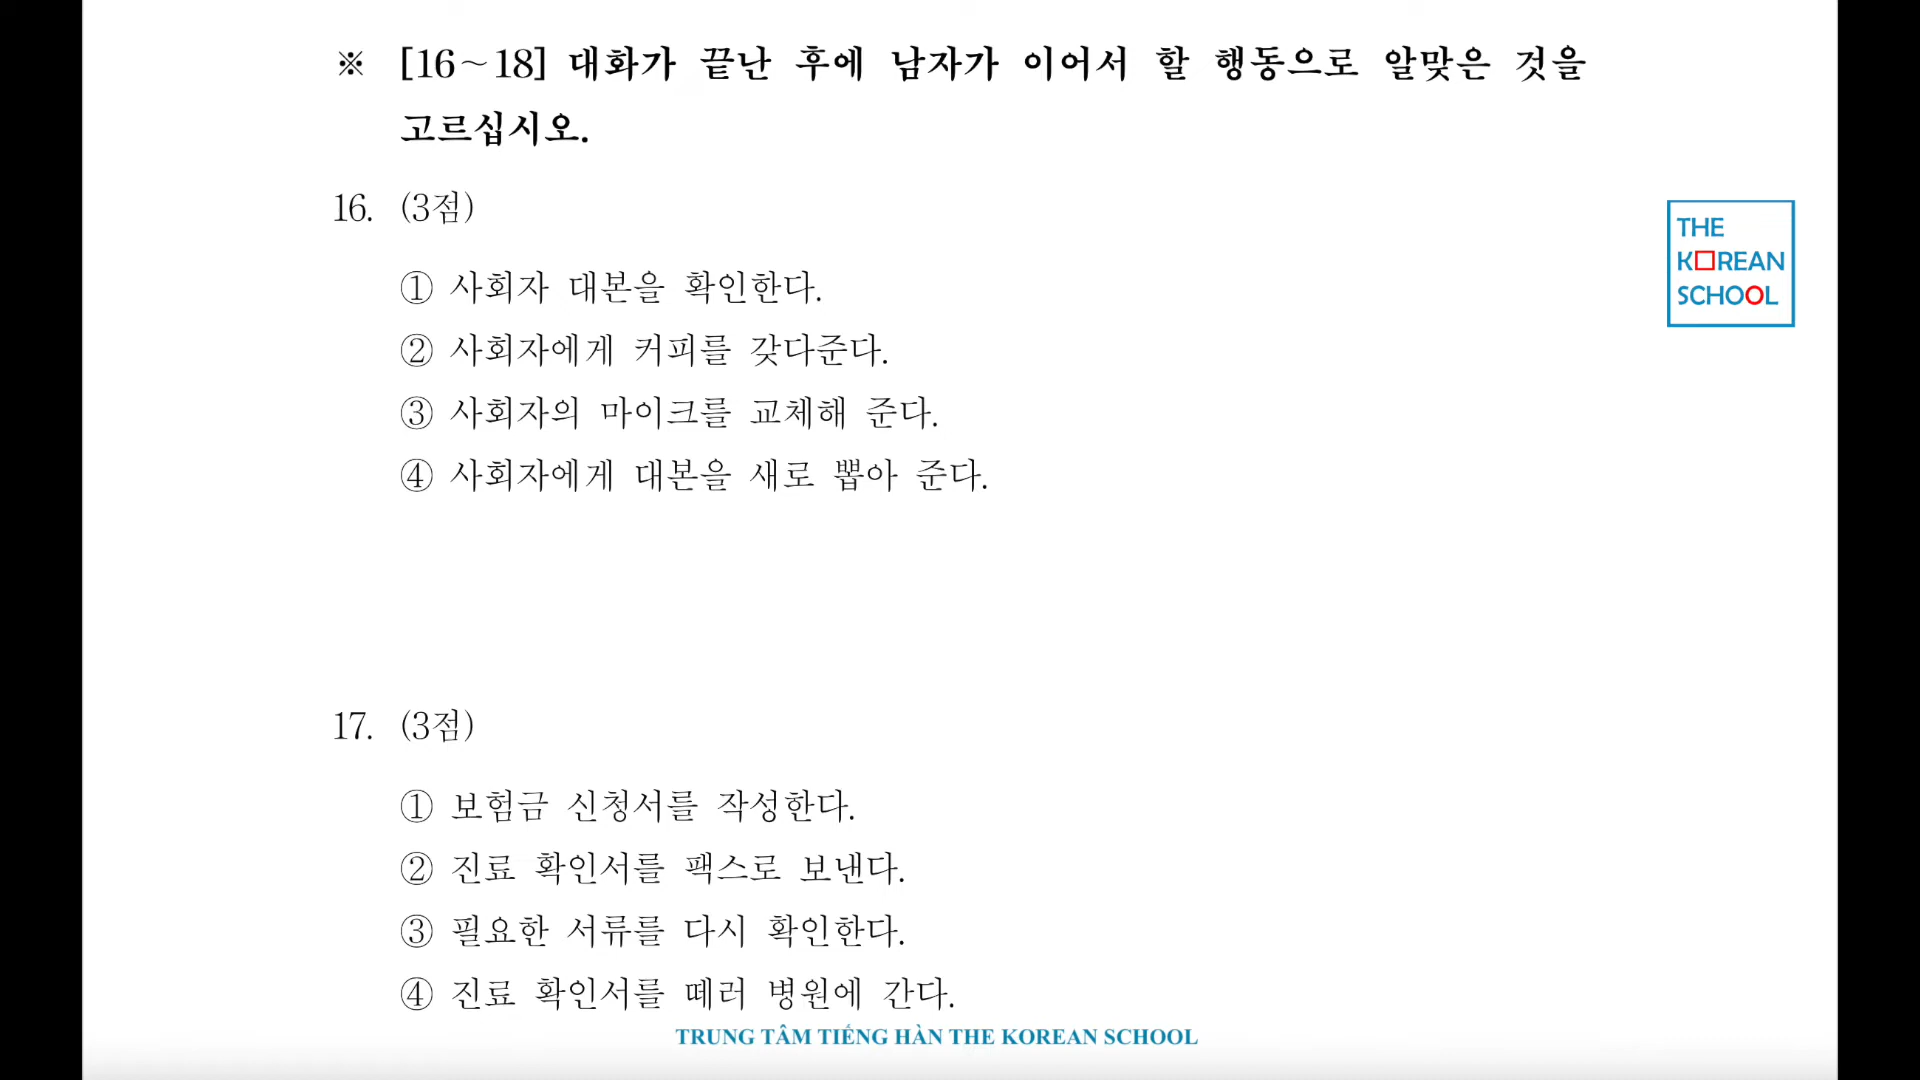 ※ [16～18] 대화가 끝난 후에 남자가 이어서 할 행동으로 알맞은 것을
고르십시오.
16. (3점)
① 사회자 대본을 확인한다.
② 사회자에게 커피를 갖다준다.
③ 사회자의 마이크를 교체해 준다.
④ 사회자에게 대본을 새로 뽑아 준다.
THE
KOREAN
SCHOOL
17. (3점)
① 보험금 신청서를 작성한다.
② 진료 확인서를 팩스로 보낸다.
③ 필요한 서류를 다시 확인한다.
④ 진료 확인서를 떼러 병원에 간다.
TRUNG TÂM TIẾNG HÀN THE KOREAN SCHOOL